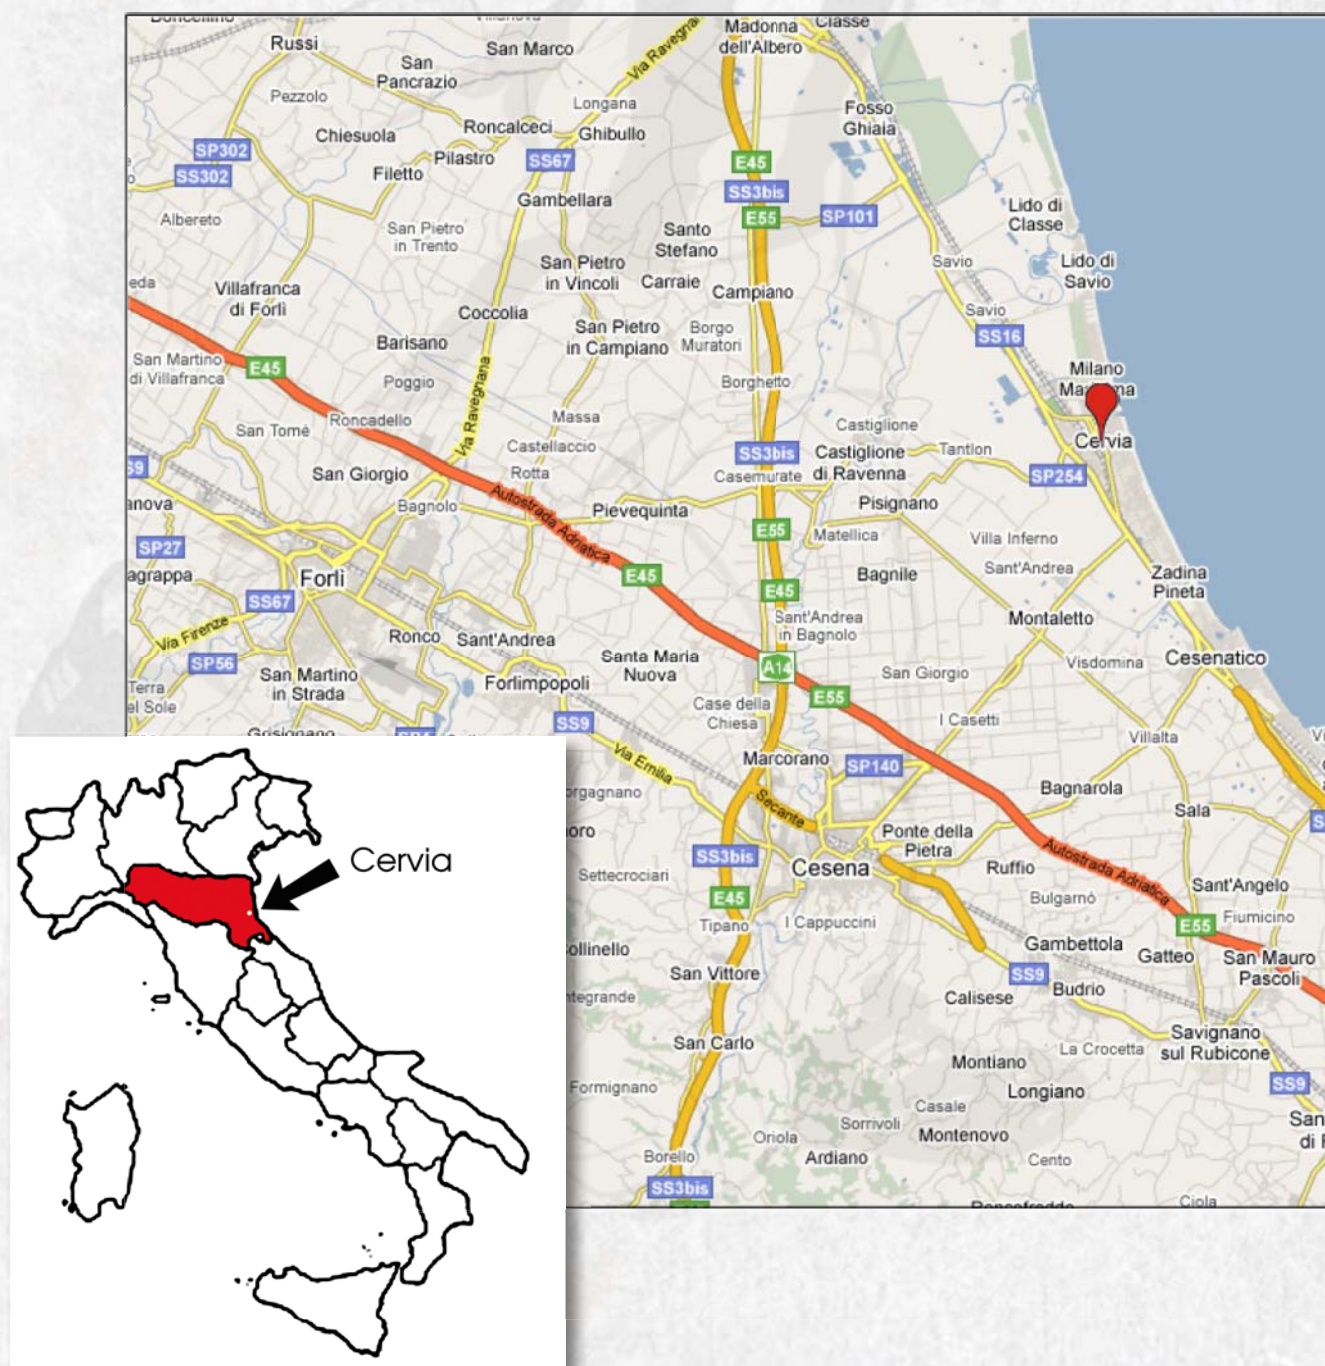 Madonna
dell'Albero
Classe
Russi
San Marco
San
Pancrazio
Via Ravegnana
Pezzolo
Longana
Fosso
Ghiaia
Chiesuola
Roncalceci
Ghibullo
SP302
Pilastro
SS67
E45
SS302
Filetto
SS3bis
Gambellara
Albereto
E55
SP101
Lido di
Classe
San Pietro
in Trento
Santo
Stefano
San Pietro
in Vincoli
Savio
Lido di
Savio
Carraie
Campiano
Villafranca
di Forlì
Coccolia
Savio
San Pietro
in Campiano
Borgo
Muratori
SS16
Barisano
San Martino
di Villafranca
E45
Milano
Poggio
Borghetto
Via Ravegnana
Roncadello
Massa
Castiglione
San Tomè
Castellaccio
Cervia
Tantlon
SS3bis
Castiglione
di Ravenna
San Giorgio
Rotta
Casemurate
SP254
Autostrada Adriatica
Bagnolo
Pievequinta
Pisignano
E55
Matellica
Villa Inferno
SP27
Sant'Andrea
Forlì
E45
Bagnile
E45
Zadina
Pineta
SS67
Via Firenze
Sant'Andrea
in Bagnolo
Montaletto
Ronco
Sant'Andrea
SP56
Santa Maria
Nuova
A14
Visdomina
Cesenatico
San Martino
in Strada
Forlimpopoli
San Giorgio
Terra
el Sole
E55
Case della
Chiesa
SS9
I Casetti
Villalta
Via Emilia
Marcorano
SP140
Bagnarola
Secante
Sala
Ponte della
Pietra
Autostrada Adriatica
SS3bis
Cesena
Ruffio
Settecrociari
Sant'Angelo
E45
Bulgarnò
Tipano
I Cappuccini
E55
Fiumicino
Gambettola
Gatteo
San Mauro
Pascoli
San Vittore
SS9
Budrio
Calisese
San Carlo
Savignano
sul Rubicone
La Crocetta
Montiano
Formignano
Longiano
SS9
Casale
Sorrivoli
Montenovo
Oriola
Borello
Ardiano
Cento
SS3bis
Ciola
Cervia